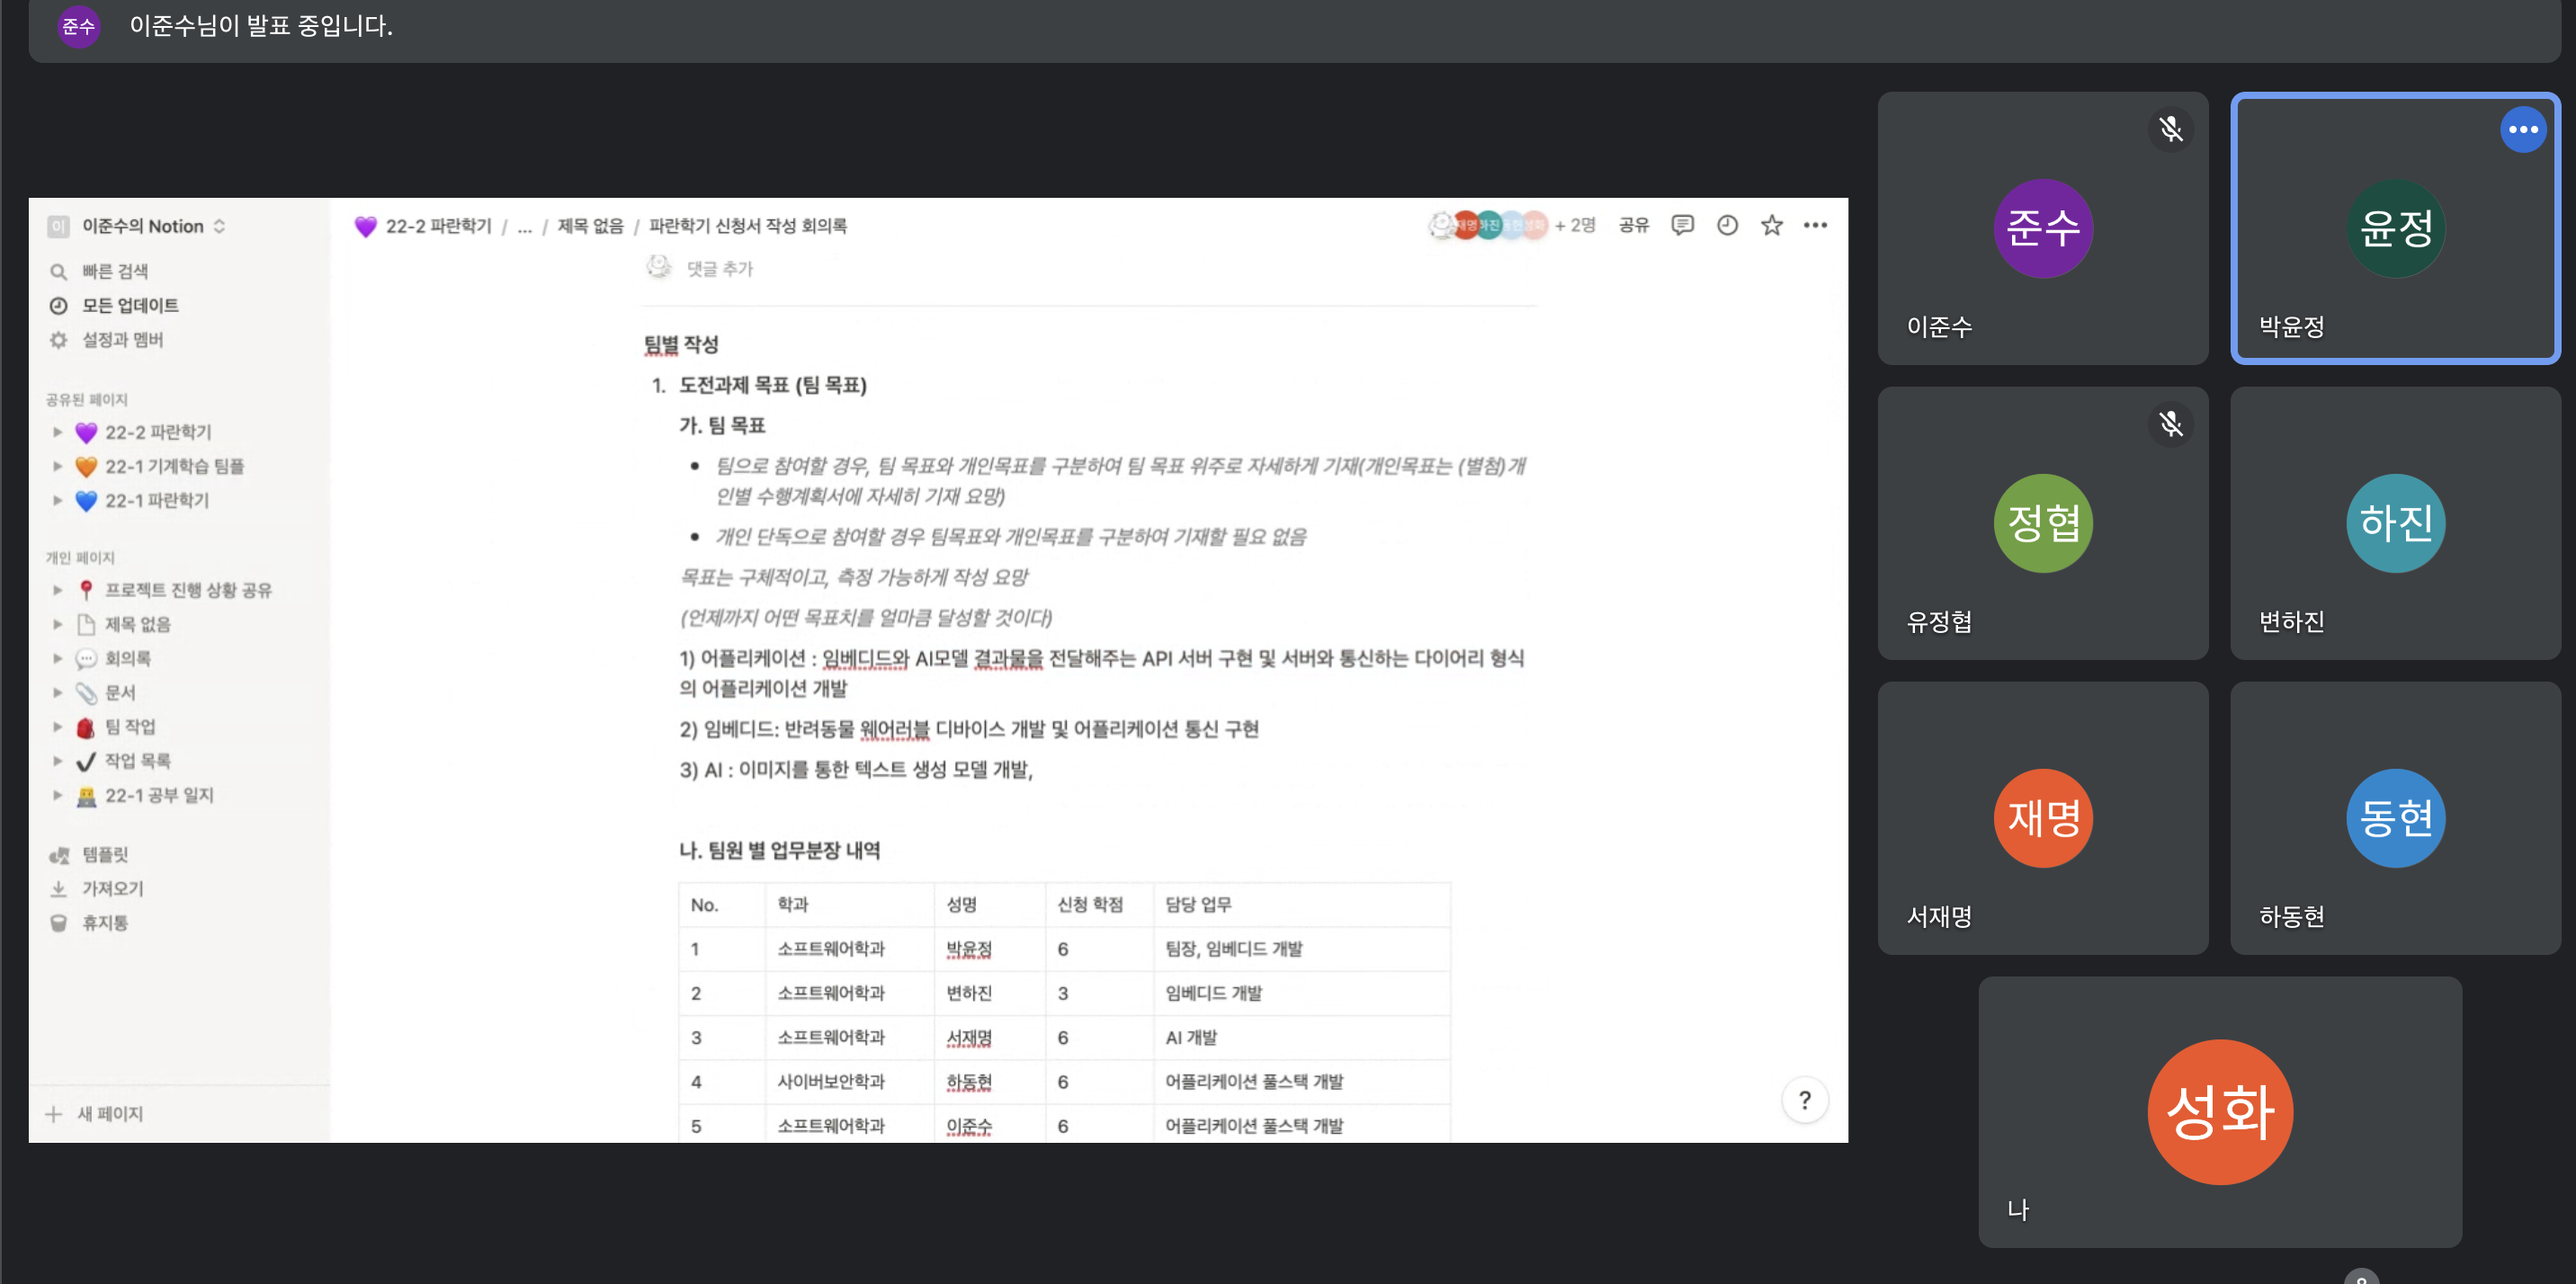 준수 이준수님이 발표 중입니다.
이 이준수의 Notion
빠른 검색
모든 업데이트
설정과 멤버
공유된 페이지
22-2 파란학기
22-1 기계학습 팀플
22-1 파란학기
개인 페이지
프로젝트 진행 상황 공유
제목 없음
회의록
문서
팀 작업
작업 목록
22-1 공부 일지
템플릿
가져오기
휴지통
새 페이지
22-2 파란학기 / ... / 제목 없음 / 파란학기 신청서 작성 회의록
재명 하진 동현 성화 + 2명 공유
댓글 추가
팀별 작성
1. 도전과제 목표 (팀 목표)
가. 팀 목표
• 팀으로 참여할 경우, 팀 목표와 개인목표를 구분하여 팀 목표 위주로 자세하게 기재(개인목표는 (별첨)개
인별 수행계획서에 자세히 기재 요망)
• 개인 단독으로 참여할 경우 팀목표와 개인목표를 구분하여 기재할 필요 없음
목표는 구체적이고, 측정 가능하게 작성 요망
(언제까지 어떤 목표치를 얼마큼 달성할 것이다)
1) 어플리케이션 : 임베디드와 AI모델 결과물을 전달해주는 API 서버 구현 및 서버와 통신하는 다이어리 형식
의 어플리케이션 개발
2) 임베디드: 반려동물 웨어러블 디바이스 개발 및 어플리케이션 통신 구현
3) AI : 이미지를 통한 텍스트 생성 모델 개발,
나. 팀원 별 업무분장 내역
No. 학과 성명 신청 학점 담당 업무
1 소프트웨어학과 박윤정 6 팀장, 임베디드 개발
2 소프트웨어학과 변하진 3 임베디드 개발
3 소프트웨어학과 서재명 6 AI 개발
4 사이버보안학과 하동현 6 어플리케이션 풀스택 개발
5 소프트웨어학과 이준수 6 어플리케이션 풀스택 개발
?
준수
이준수
윤정
박윤정
정협
유정협
하진
변하진
재명
서재명
동현
하동현
성화
나